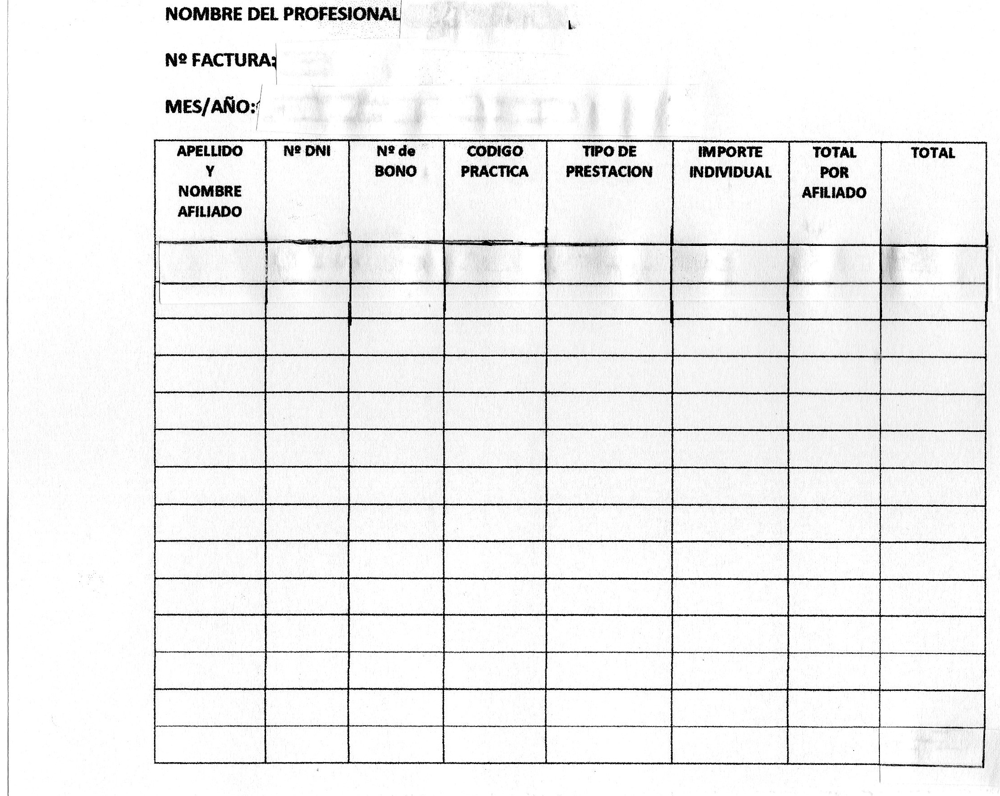 NOMBRE DEL PROFESIONAL
Nº FACTURA:
MES/AÑO:
APELLIDO
Y
NOMBRE
AFILIADO
Nº DNI
Nº de
BONO
CODIGO
PRACTICA
TIPO DE
PRESTACION
IMPORTE
INDIVIDUAL
TOTAL
POR
AFILIADO
TOTAL